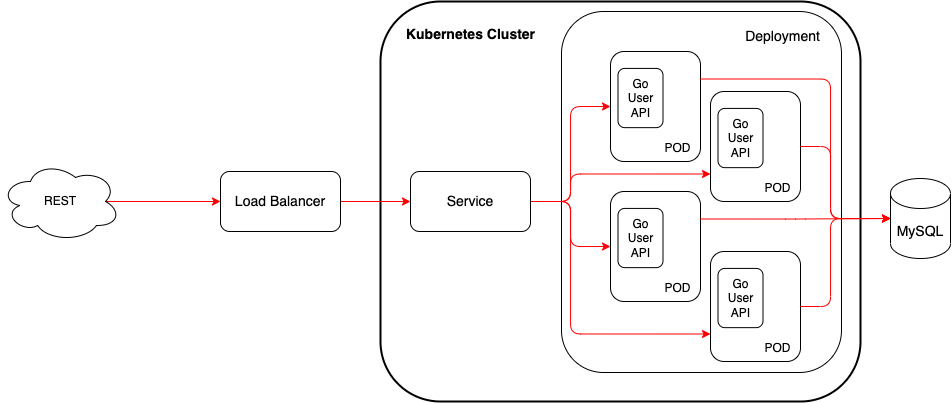 Kubernetes Cluster
Deployment
REST
Load Balancer
Service
Go
User
API
POD
Go
User
API
POD
Go
User
API
POD
Go
User
API
POD
MySQL